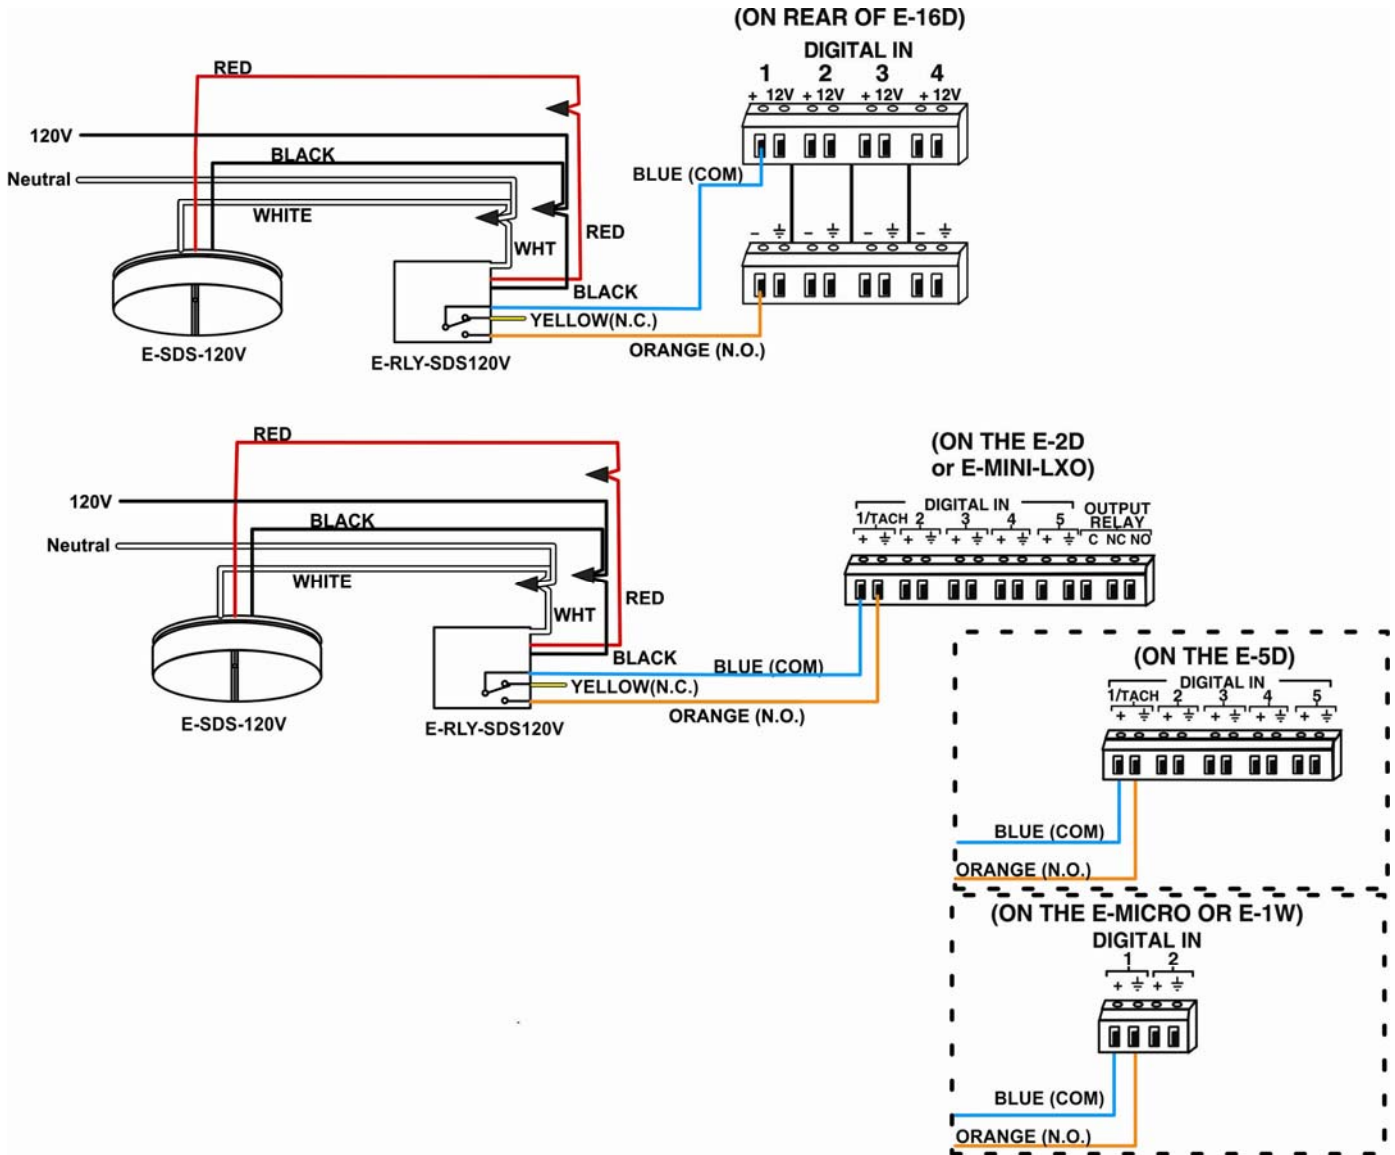 (ON REAR OF E-16D)
DIGITAL IN
1 2 3 4
+ 12V + 12V + 12V + 12V
RED
120V
BLACK
Neutral
WHITE
BLUE (COM)
RED
WHT
– – – –
BLACK
YELLOW(N.C.)
ORANGE (N.O.)
E-SDS-120V
E-RLY-SDS120V
RED
120V
BLACK
Neutral
WHITE
RED
WHT
BLACK
BLUE (COM)
YELLOW(N.C.)
ORANGE (N.O.)
E-SDS-120V
E-RLY-SDS120V
(ON THE E-2D
or E-MINI-LXO)
DIGITAL IN
OUTPUT
RELAY
1/TACH 2 3 4 5
+ + + + + C NC NO
(ON THE E-5D)
DIGITAL IN
1/TACH 2 3 4 5
+ + + + +
BLUE (COM)
ORANGE (N.O.)
(ON THE E-MICRO OR E-1W)
DIGITAL IN
1 2
+ +
BLUE (COM)
ORANGE (N.O.)